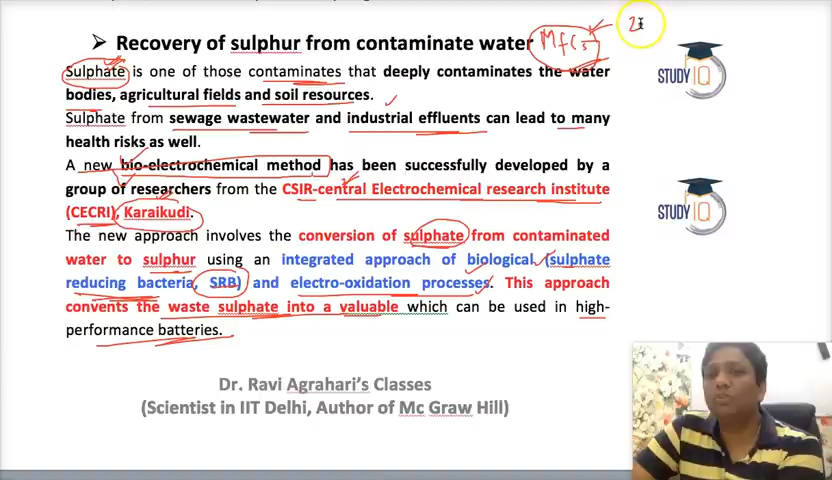 ➤ Recovery of sulphur from contaminate water MFCs 2
STUDY IQ
Sulphate is one of those contaminates that deeply contaminates the water
bodies, agricultural fields and soil resources.
Sulphate from sewage wastewater and industrial effluents can lead to many
health risks as well.
A new bio-electrochemical method has been successfully developed by a
group of researchers from the CSIR-central Electrochemical research institute
(CECRI), Karaikudi.
STUDY IQ
The new approach involves the conversion of sulphate from contaminated
water to sulphur using an integrated approach of biological (sulphate
reducing bacteria, SRB) and electro-oxidation processes. This approach
convents the waste sulphate into a valuable which can be used in high-
performance batteries.
Dr. Ravi Agrahari's Classes
(Scientist in IIT Delhi, Author of Mc Graw Hill)